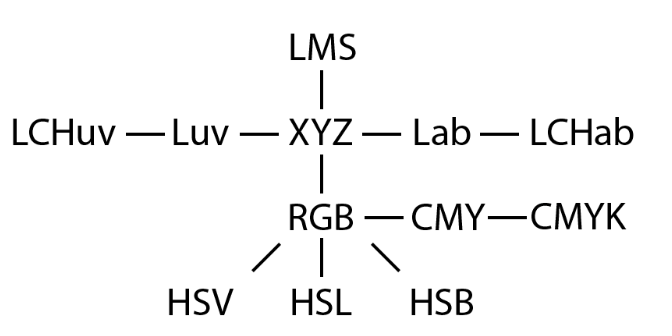 LMS
LCHuv Luv XYZ Lab LCHab
RGB CMY CMYK
HSV HSL HSB